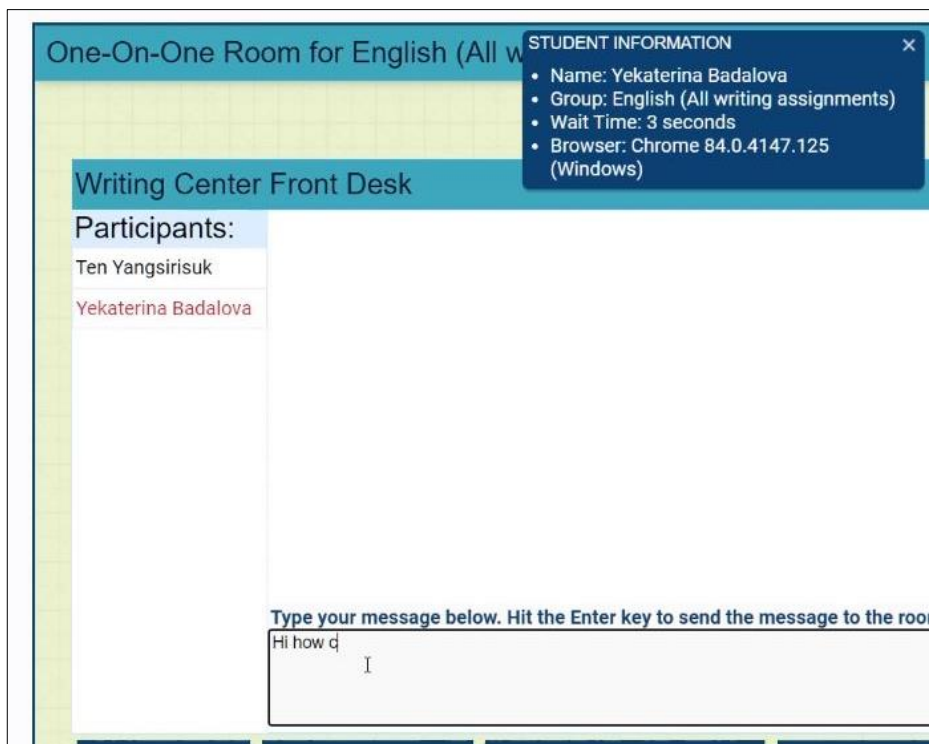 One-On-One Room for English (All w
STUDENT INFORMATION
×
• Name: Yekaterina Badalova
• Group: English (All writing assignments)
• Wait Time: 3 seconds
• Browser: Chrome 84.0.4147.125
(Windows)
Writing Center Front Desk
Participants:
Ten Yangsirisuk
Yekaterina Badalova
Type your message below. Hit the Enter key to send the message to the roo
Hi how c